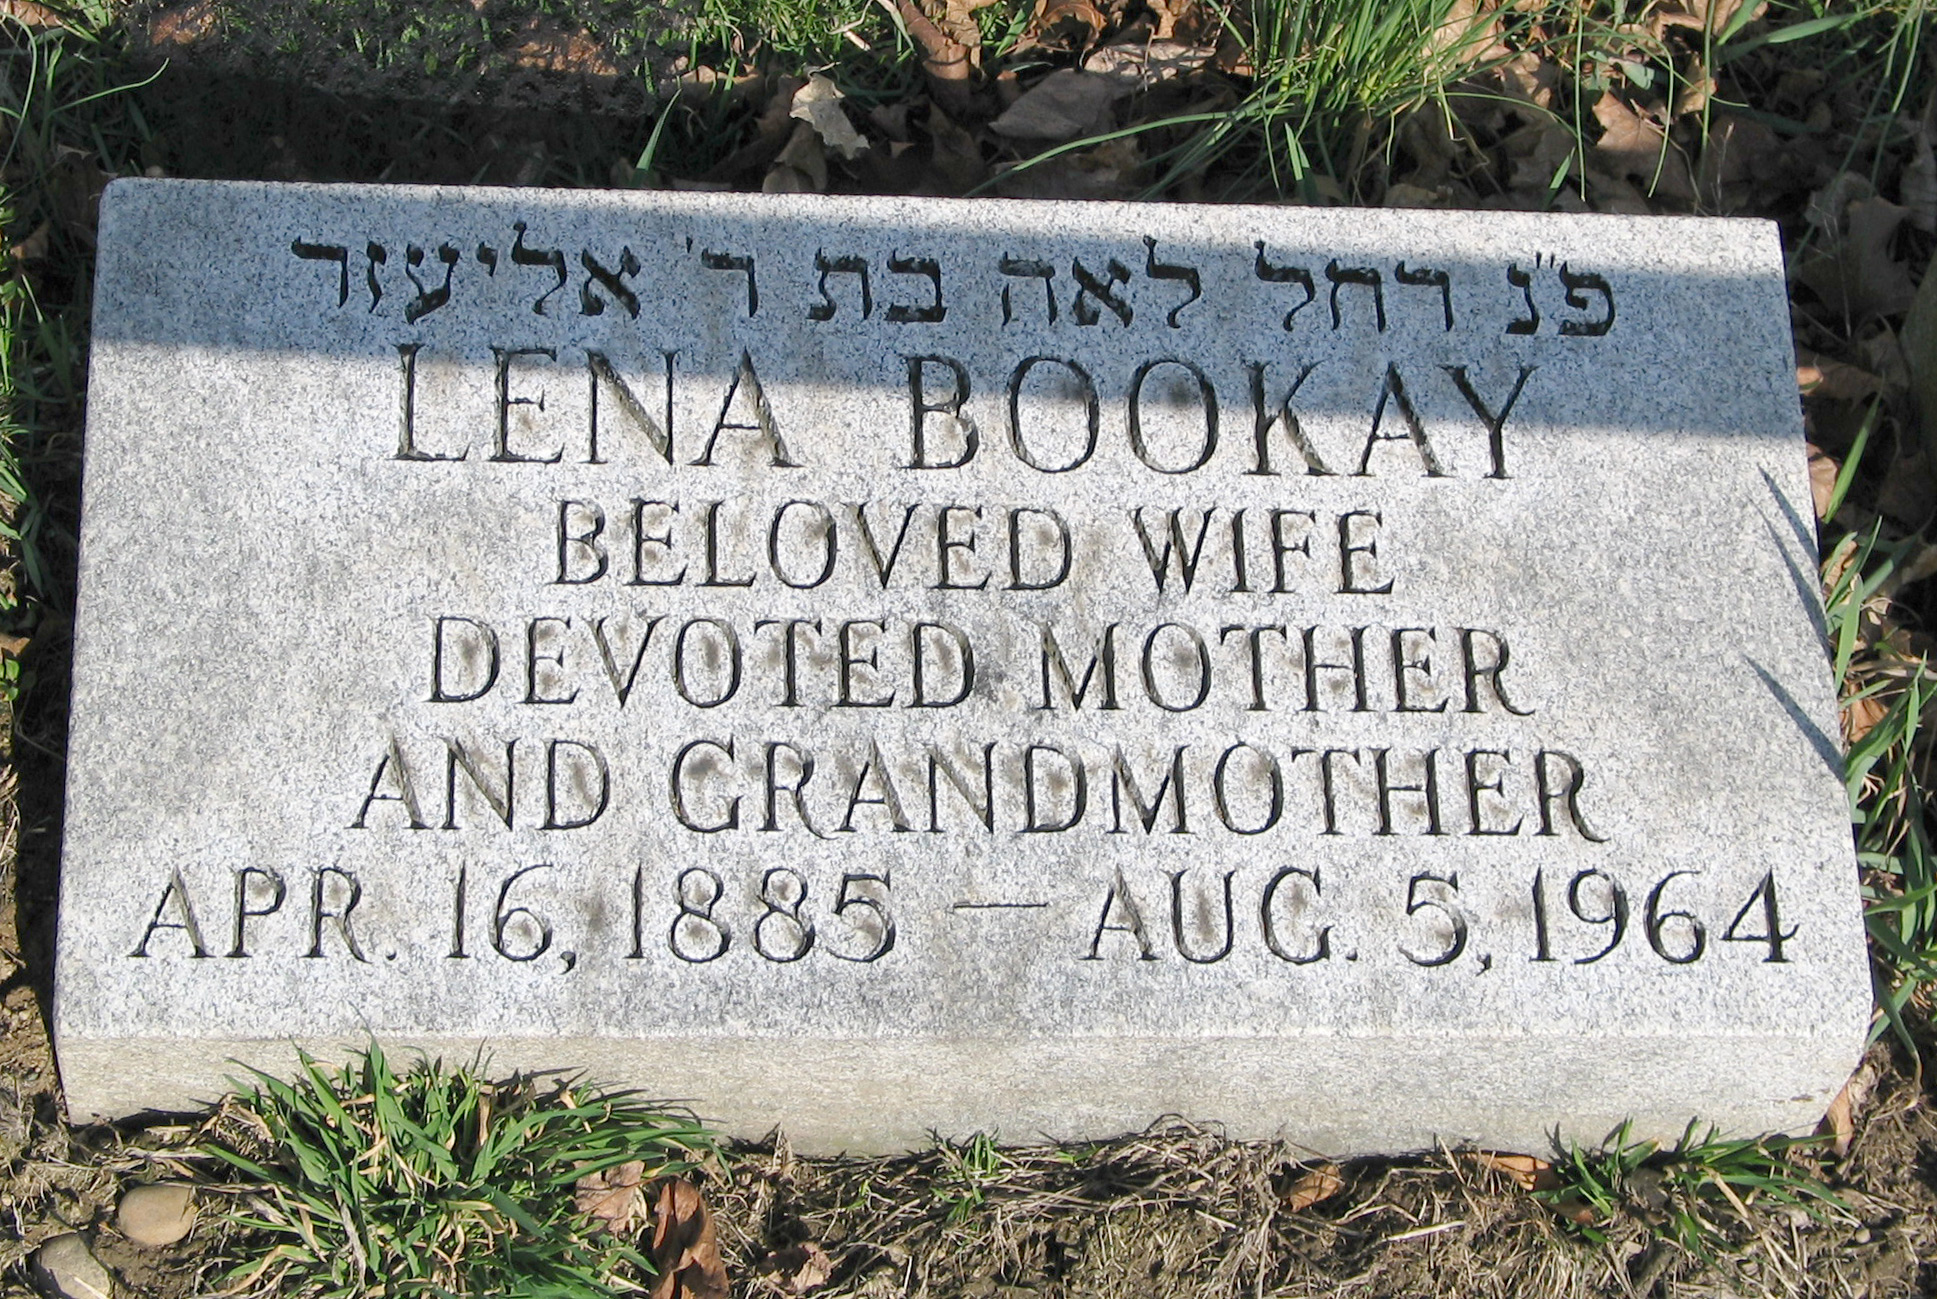 פ"נ רחל לאה בת ר' אליעזר
LENA BOOKAY
BELOVED WIFE
DEVOTED MOTHER
AND GRANDMOTHER
APR. 16, 1885 — AUG. 5, 1964